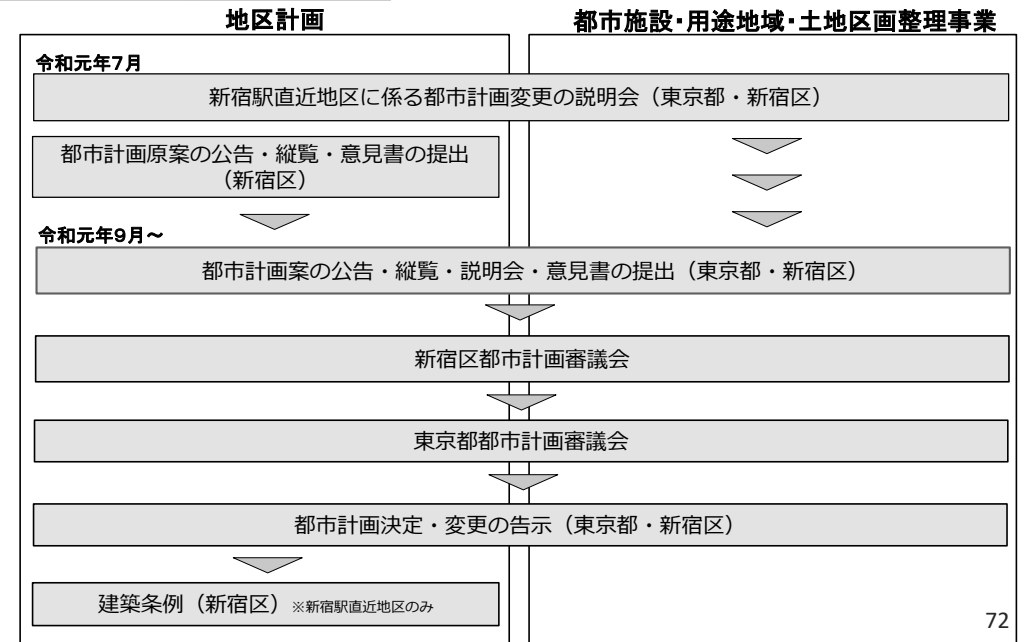 地区計画
都市施設・用途地域・土地区画整理事業
令和元年7月
新宿駅直近地区に係る都市計画変更の説明会（東京都・新宿区）
都市計画原案の公告・縦覧・意見書の提出
（新宿区）
令和元年9月～
都市計画案の公告・縦覧・説明会・意見書の提出（東京都・新宿区）
新宿区都市計画審議会
東京都都市計画審議会
都市計画決定・変更の告示（東京都・新宿区）
建築条例（新宿区）※新宿駅直近地区のみ
72